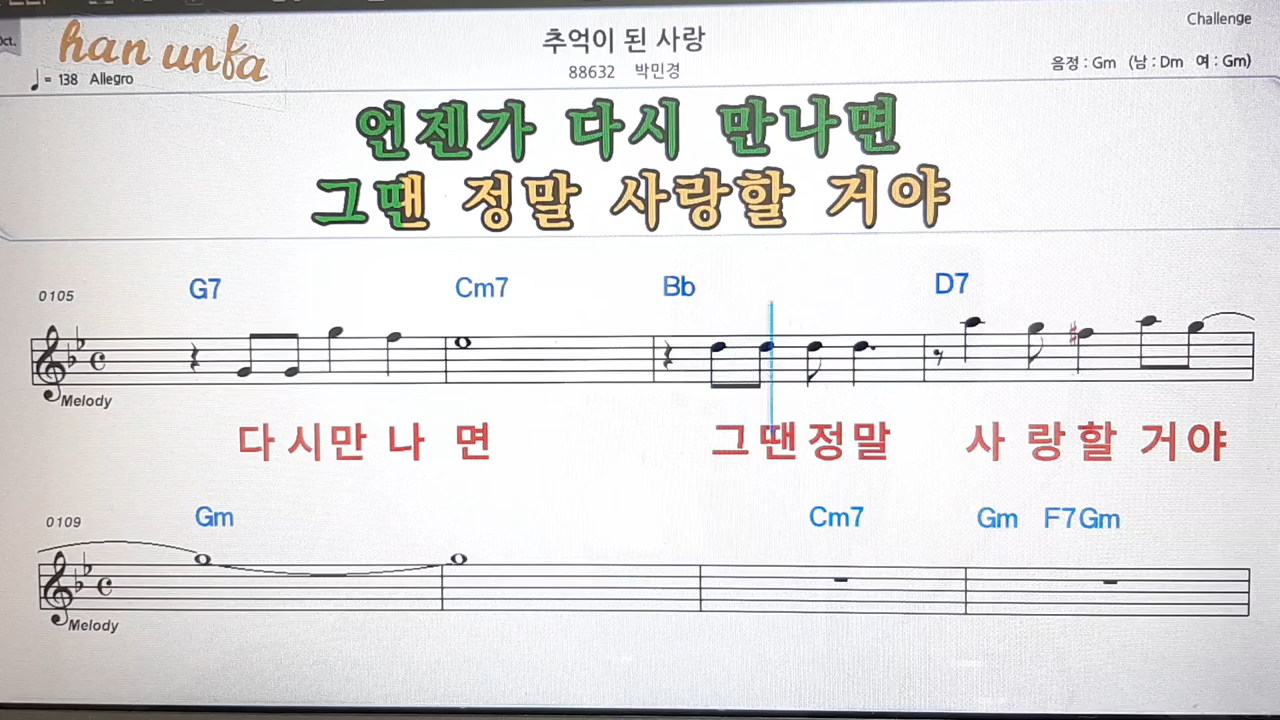 Oct.
han unfa
Challenge
추억이 된 사랑
88632 박민경
= 138 Allegro
음정 : Gm (남 : Dm 여 : Gm)
언젠가 다시 만나면
그땐 정말 사랑할 거야
0105 G7 Cm7 Bb D7
Melody
다 시 만 나 면 그 땐 정 말 사 랑 할 거 야
0109 Gm Cm7 Gm F7 Gm
Melody